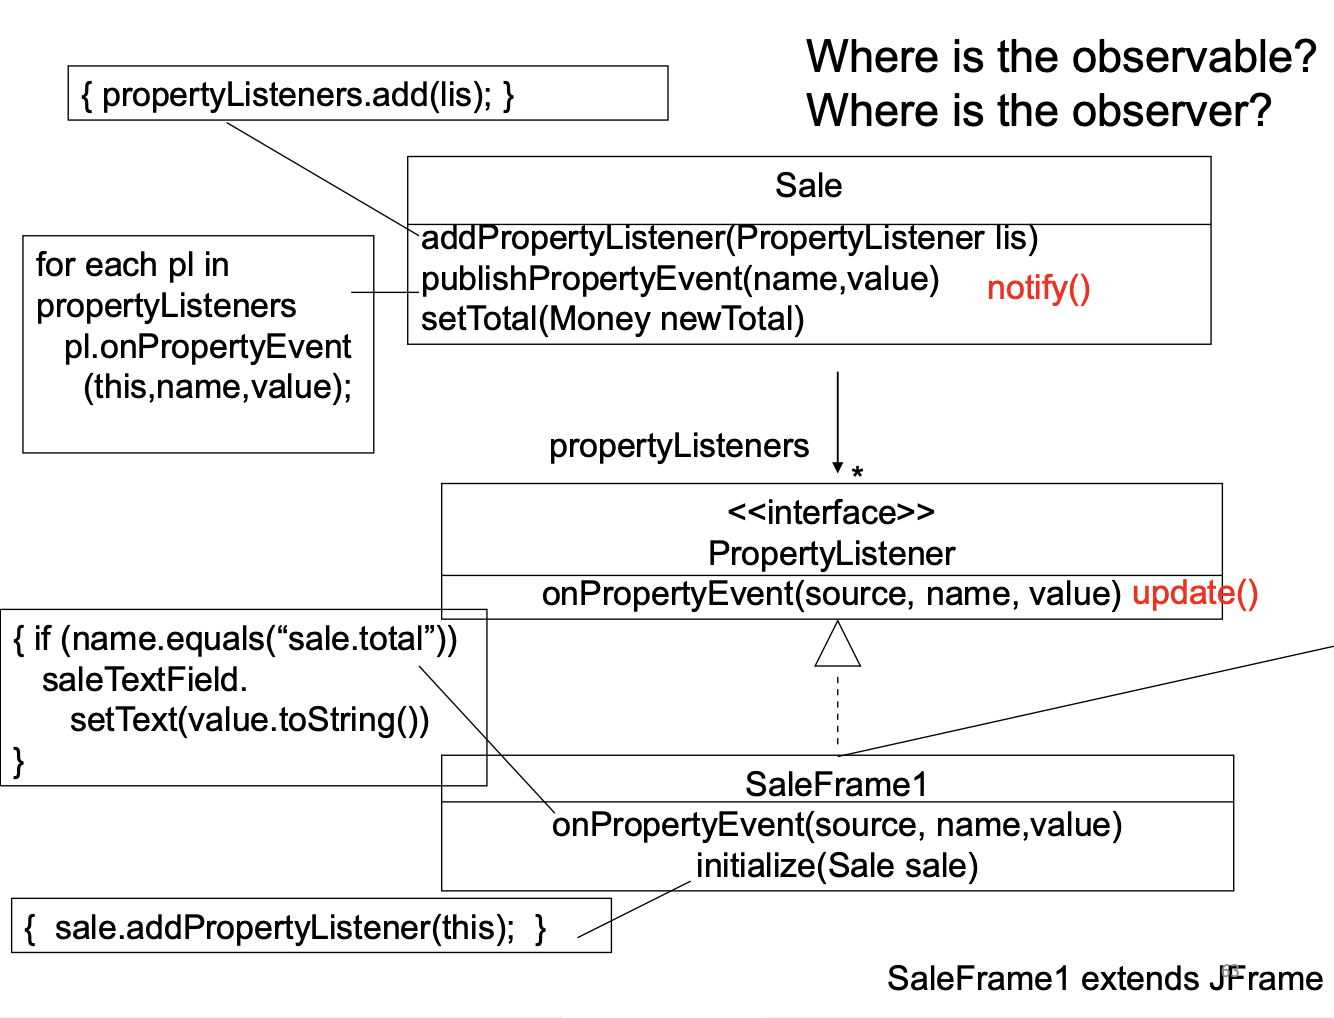 Where is the observable?
Where is the observer?
{ propertyListeners.add(lis); }
Sale
addPropertyListener(PropertyListener lis)
publishPropertyEvent(name,value)
notify()
setTotal(Money newTotal)
for each pl in
propertyListeners
pl.onPropertyEvent
(this,name,value);
propertyListeners
*
<<interface>>
PropertyListener
onPropertyEvent(source, name, value)
update()
{ if (name.equals(“sale.total”))
saleTextField.
setText(value.toString())
}
SaleFrame1
onPropertyEvent(source, name,value)
initialize(Sale sale)
{ sale.addPropertyListener(this); }
SaleFrame1 extends JFrame
63